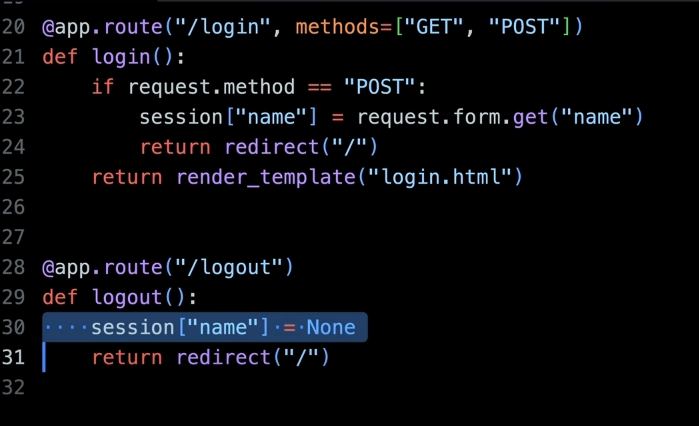 20 @app.route("/login", methods=["GET", "POST"])
21 def login():
22     if request.method == "POST":
23         session["name"] = request.form.get("name")
24         return redirect("/")
25     return render_template("login.html")
26
27
28 @app.route("/logout")
29 def logout():
30 ····session["name"]·=·None
31     return redirect("/")
32